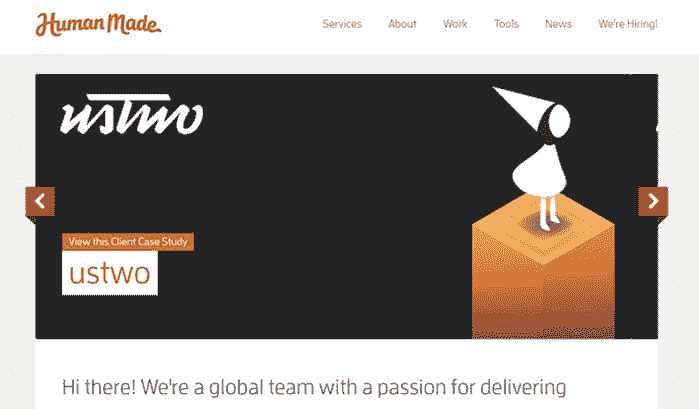 Human Made
Services About Work Tools News We're Hiring!
ustwo
View this Client Case Study
ustwo
Hi there! We're a global team with a passion for delivering